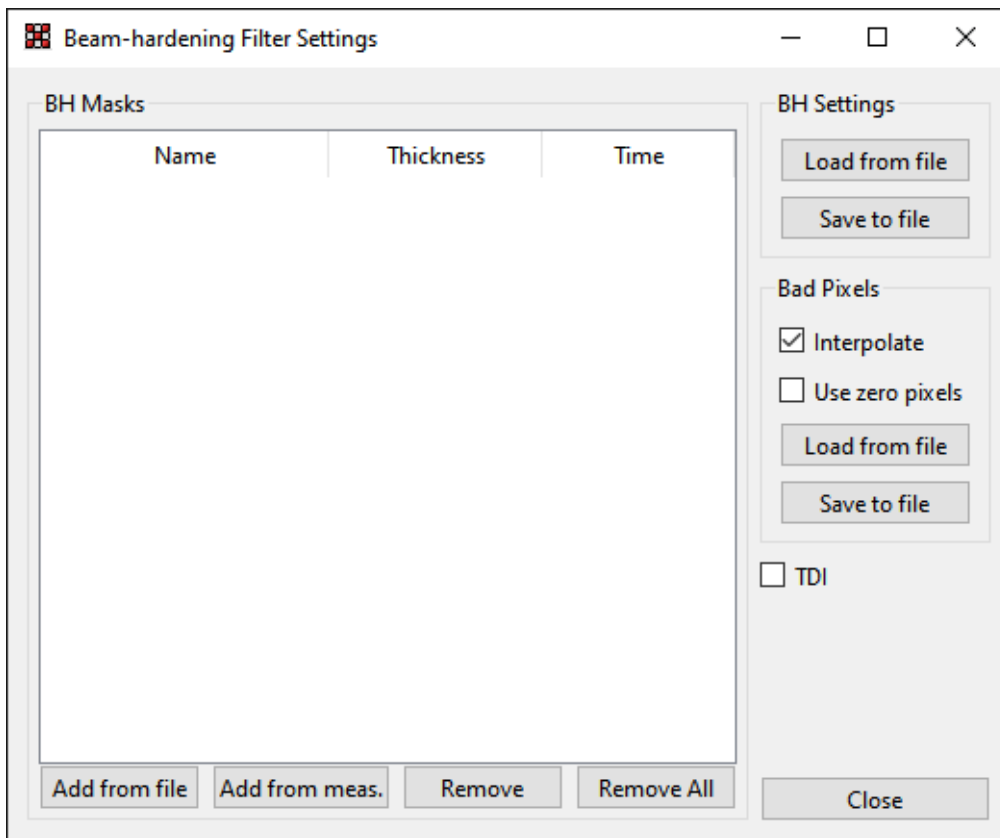 Beam-hardening Filter Settings
BH Masks
Name Thickness Time
Add from file Add from meas. Remove Remove All
BH Settings
Load from file
Save to file
Bad Pixels
Interpolate
Use zero pixels
Load from file
Save to file
TDI
Close